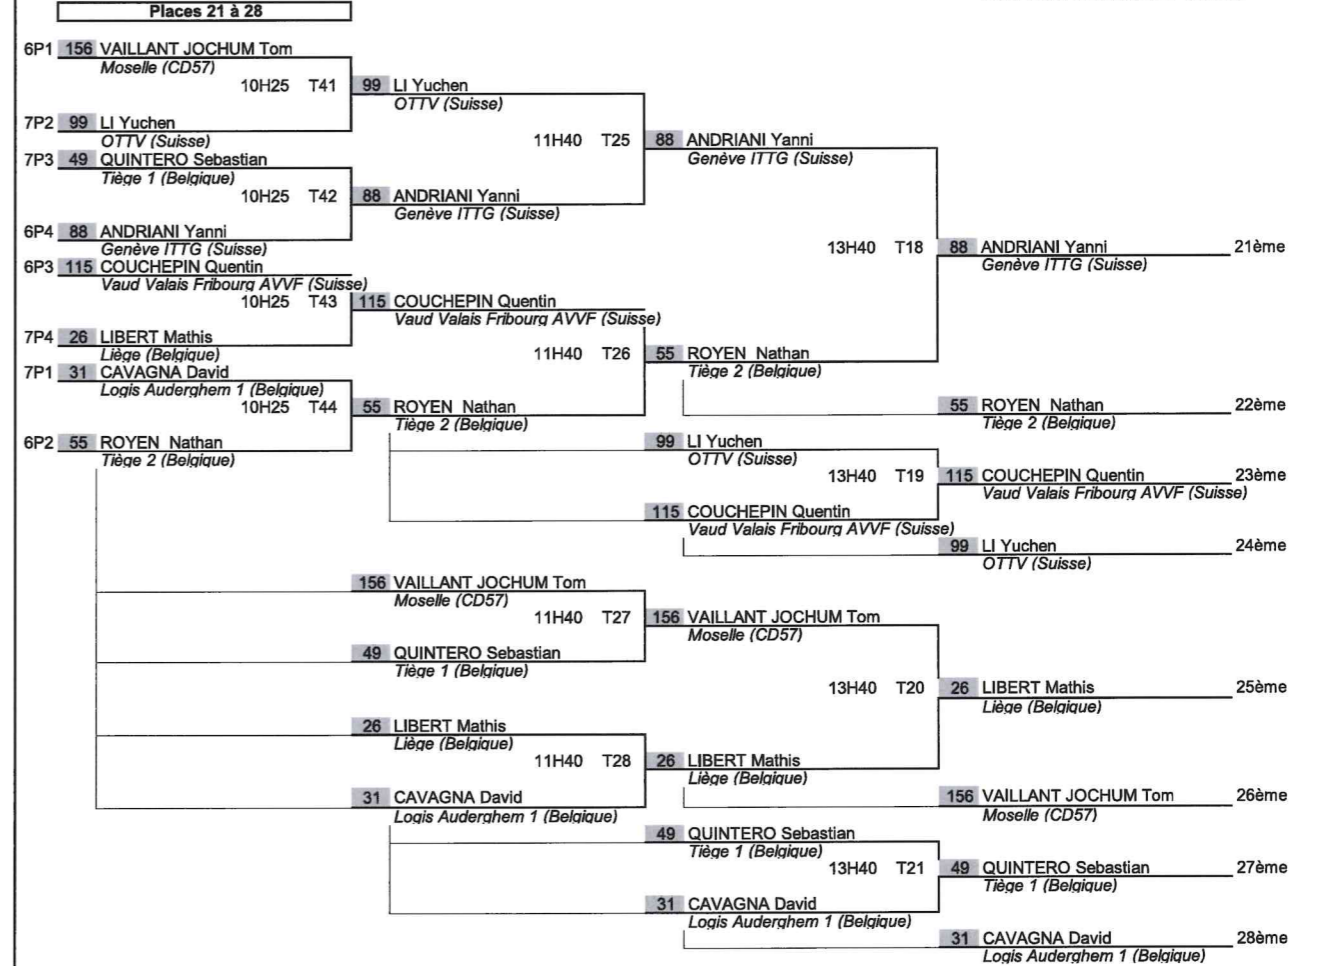 Places 21 à 28
6P1 156 VAILLANT JOCHUM Tom
Moselle (CD57)
10H25 T41 99 LI Yuchen
OTTV (Suisse)
7P2 99 LI Yuchen
OTTV (Suisse)
11H40 T25 88 ANDRIANI Yanni
Genève ITTG (Suisse)
7P3 49 QUINTERO Sebastian
Tiège 1 (Belgique)
10H25 T42 88 ANDRIANI Yanni
Genève ITTG (Suisse)
6P4 88 ANDRIANI Yanni
Genève ITTG (Suisse)
13H40 T18 88 ANDRIANI Yanni 21ème
Genève ITTG (Suisse)
6P3 115 COUCHEPIN Quentin
Vaud Valais Fribourg AVVF (Suisse)
10H25 T43 115 COUCHEPIN Quentin
Vaud Valais Fribourg AVVF (Suisse)
7P4 26 LIBERT Mathis
Liège (Belgique)
11H40 T26 55 ROYEN Nathan
Tiège 2 (Belgique)
7P1 31 CAVAGNA David
Logis Auderghem 1 (Belgique)
10H25 T44 55 ROYEN Nathan
Tiège 2 (Belgique)
55 ROYEN Nathan 22ème
Tiège 2 (Belgique)
6P2 55 ROYEN Nathan
Tiège 2 (Belgique)
99 LI Yuchen
OTTV (Suisse)
13H40 T19 115 COUCHEPIN Quentin 23ème
Vaud Valais Fribourg AVVF (Suisse)
115 COUCHEPIN Quentin
Vaud Valais Fribourg AVVF (Suisse)
99 LI Yuchen 24ème
OTTV (Suisse)
156 VAILLANT JOCHUM Tom
Moselle (CD57)
11H40 T27 156 VAILLANT JOCHUM Tom
Moselle (CD57)
49 QUINTERO Sebastian
Tiège 1 (Belgique)
13H40 T20 26 LIBERT Mathis 25ème
Liège (Belgique)
26 LIBERT Mathis
Liège (Belgique)
11H40 T28 26 LIBERT Mathis
Liège (Belgique)
31 CAVAGNA David
Logis Auderghem 1 (Belgique)
156 VAILLANT JOCHUM Tom 26ème
Moselle (CD57)
49 QUINTERO Sebastian
Tiège 1 (Belgique)
13H40 T21 49 QUINTERO Sebastian 27ème
Tiège 1 (Belgique)
31 CAVAGNA David
Logis Auderghem 1 (Belgique)
31 CAVAGNA David 28ème
Logis Auderghem 1 (Belgique)